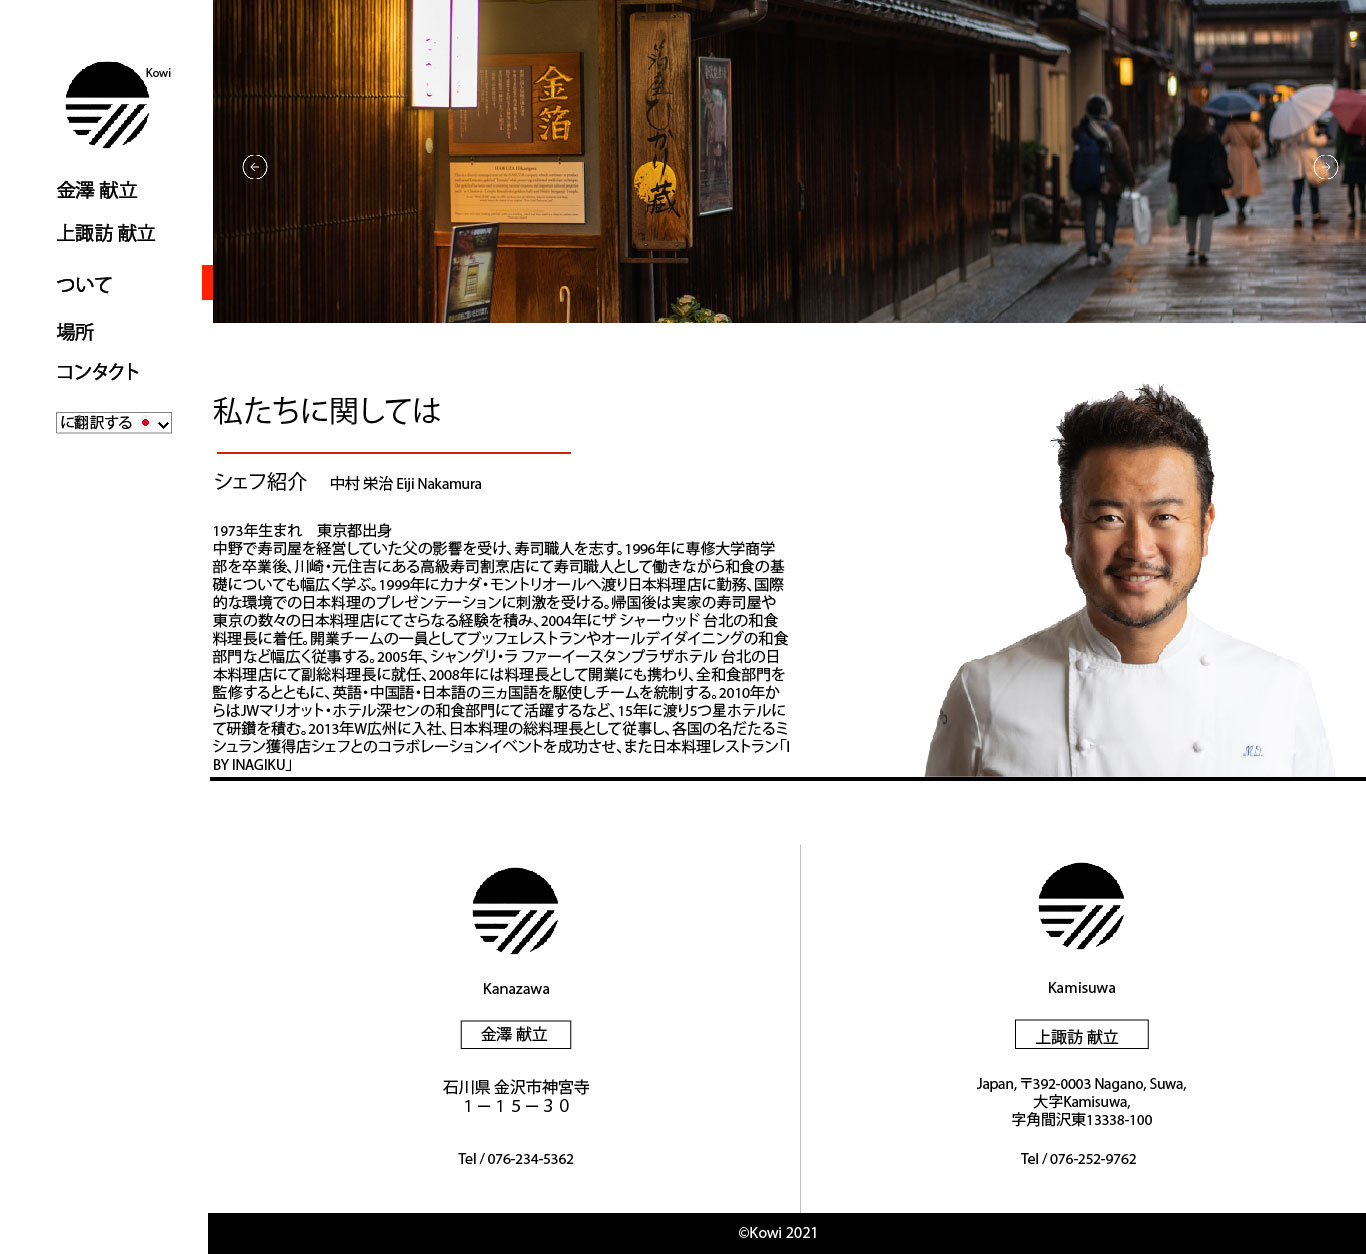 Kowi
金澤 献立
上諏訪 献立
ついて
場所
コンタクト
に翻訳する
金箔
箔座ひかり蔵
HAKUZA Hikarigura
私たちに関しては
シェフ紹介 中村 栄治 Eiji Nakamura
1973年生まれ　東京都出身
中野で寿司屋を経営していた父の影響を受け、寿司職人を志す。1996年に専修大学商学
部を卒業後、川崎・元住吉にある高級寿司割烹店にて寿司職人として働きながら和食の基
礎についても幅広く学ぶ。1999年にカナダ・モントリオールへ渡り日本料理店に勤務、国際
的な環境での日本料理のプレゼンテーションに刺激を受ける。帰国後は実家の寿司屋や
東京の数々の日本料理店にてさらなる経験を積み、2004年にザ シャーウッド 台北の和食
料理長に着任。開業チームの一員としてブッフェレストランやオールデイダイニングの和食
部門など幅広く従事する。2005年、シャングリ・ラ ファーイースタンプラザホテル 台北の日
本料理店にて副総料理長に就任、2008年には料理長として開業にも携わり、全和食部門を
監修するとともに、英語・中国語・日本語の三ヵ国語を駆使しチームを統制する。2010年か
らはJWマリオット・ホテル深センの和食部門にて活躍するなど、15年に渡り5つ星ホテルに
て研鑽を積む。2013年W広州に入社、日本料理の総料理長として従事し、各国の名だたるミ
シュラン獲得店シェフとのコラボレーションイベントを成功させ、また日本料理レストラン「I
BY INAGIKU」
Kanazawa
金澤 献立
石川県 金沢市神宮寺
１－１５－３０
Tel / 076-234-5362
Kamisuwa
上諏訪 献立
Japan, 〒392-0003 Nagano, Suwa,
大字Kamisuwa,
字角間沢東13338-100
Tel / 076-252-9762
©Kowi 2021